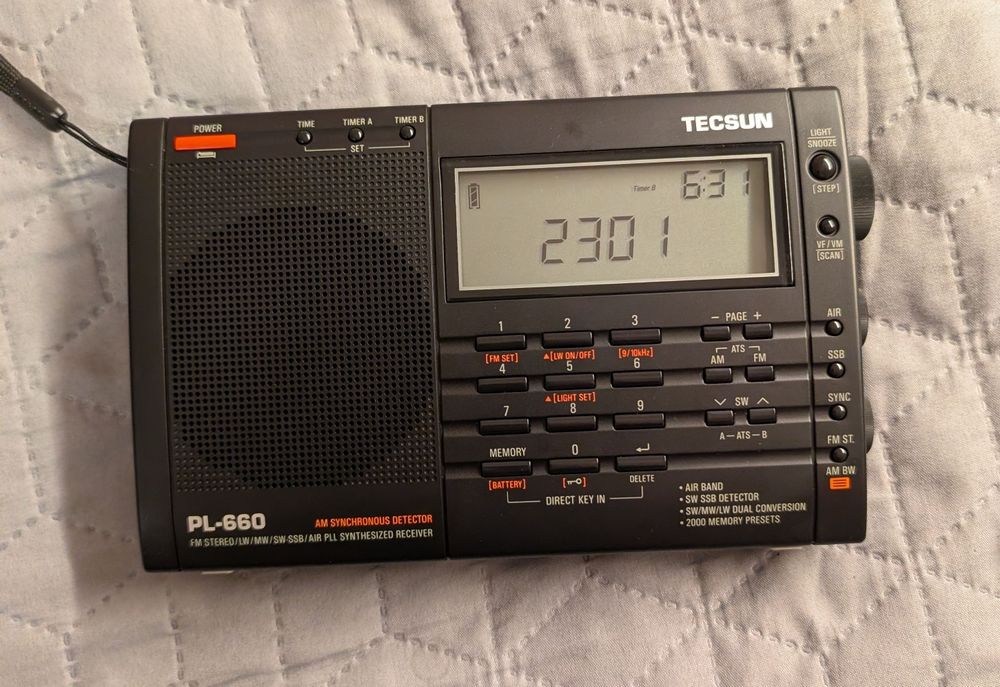 POWER
TIME TIMER A TIMER B
SET
TECSUN
LIGHT
SNOOZE
[STEP]
Timer B 6:31
2301
VF/VM
[SCAN]
1 2 3 - PAGE +
[FM SET] [LW ON/OFF] [9/10kHz]
ATS
AM FM
4 5 6
[LIGHT SET]
7 8 9
SW
A-ATS-B
MEMORY 0
[BATTERY] DELETE
DIRECT KEY IN
AIR
SSB
SYNC
FM ST.
AM BW
• AIR BAND
• SW SSB DETECTOR
• SW/MW/LW DUAL CONVERSION
• 2000 MEMORY PRESETS
PL-660 AM SYNCHRONOUS DETECTOR
FM STEREO/LW/MW/SW-SSB/AIR PLL SYNTHESIZED RECEIVER